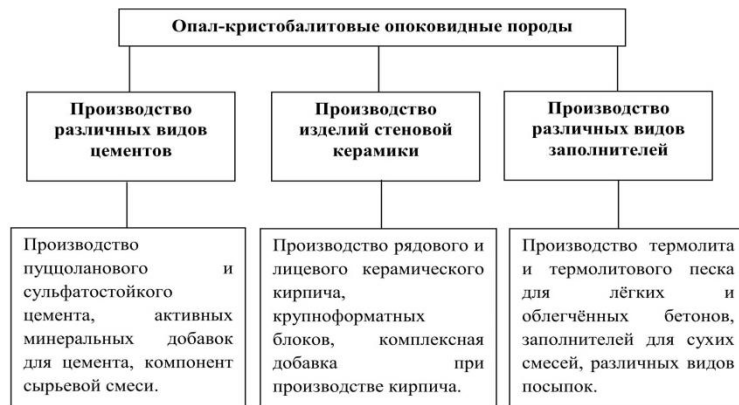 Опал-кристобалитовые опоковидные породы
Производство
различных видов
цементов
Производство
изделий стеновой
керамики
Производство
различных видов
заполнителей
Производство
пуццоланового и
сульфатостойкого
цемента, активных
минеральных добавок
для цемента, компонент
сырьевой смеси.
Производство рядового и
лицевого керамического
кирпича,
крупноформатных
блоков, комплексная
добавка при
производстве кирпича.
Производство термолита
и термолитового песка
для лёгких и
облегчённых бетонов,
заполнителей для сухих
смесей, различных видов
посыпок.